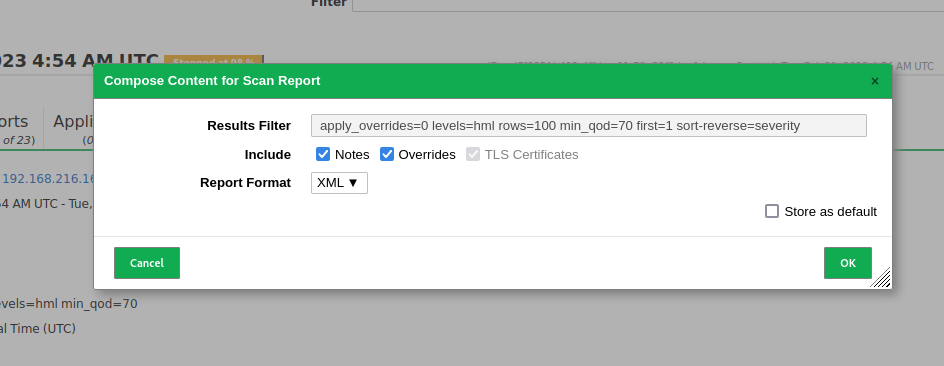 Filter
023 4:54 AM UTC Stopped at 98 %
AM UTC
Compose Content for Scan Report ×
orts Appli
of 23) (0
Results Filter apply_overrides=0 levels=hml rows=100 min_qod=70 first=1 sort-reverse=severity
Include Notes Overrides TLS Certificates
192.168.216.16 Report Format XML ▼
54 AM UTC - Tue, Store as default
Cancel OK
evels=hml min_qod=70
al Time (UTC)